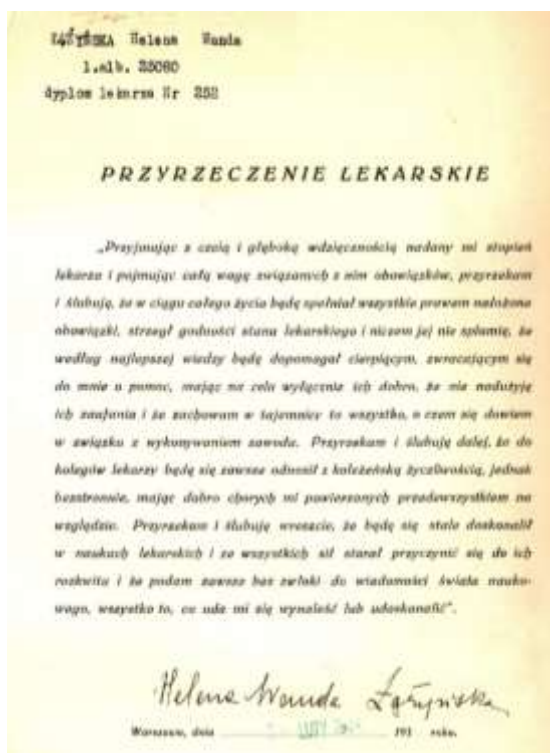 Helena Wanda
l.alb. 25080
dyplom lekarza Nr 252
PRZYRZECZENIE LEKARSKIE
„Przyjmując z czcią i głęboką wdzięcznością nadany mi stopień
lekarza i pojmując całą wagę związanych z nim obowiązków, przyrzekam
i ślubuję, że w ciągu całego życia będę spełniał wszystkie prawem nałożone
obowiązki, strzegł godności stanu lekarskiego i niczem jej nie splamię, że
według najlepszej wiedzy będę dopomagał cierpiącym, zwracającym się
do mnie o pomoc, mając na celu wyłącznie ich dobro, że nie nadużyję
ich zaufania i że zachowam w tajemnicy to wszystko, o czem się dowiem
w związku z wykonywaniem zawodu. Przyrzekam i ślubuję dalej, że do
kolegów lekarzy będę się zawsze odnosił z koleżeńską życzliwością, jednak
bezstronnie, mając dobro chorych mi powierzonych przedewszystkiem na
względzie. Przyrzekam i ślubuję wreszcie, że będę się stale doskonalił
w naukach lekarskich i ze wszystkich sił starał przyczynić się do ich
rozkwitu i że podam zawsze bez zwłoki do wiadomości świata nauko-
wego, wszystko to, co uda mi się wynaleźć lub udoskonalić".
Helena Wanda
Warszawa, dnia 193 roku.